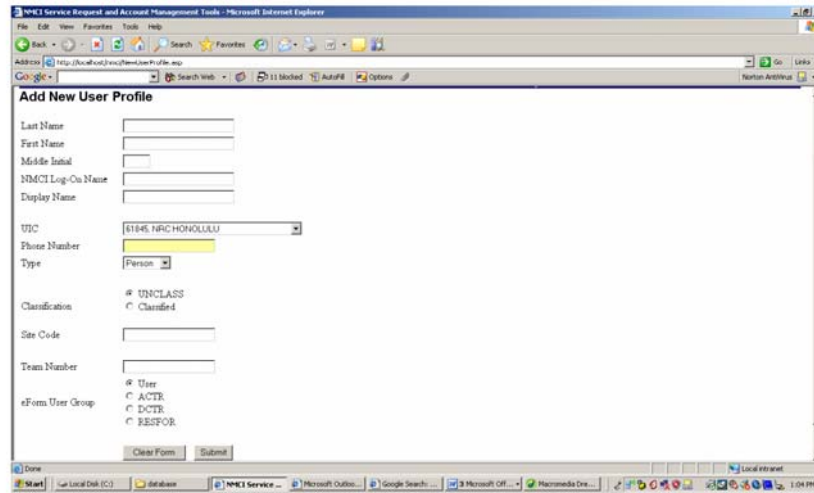 NMCI Service Request and Account Management Tools - Microsoft Internet Explorer
File Edit View Favorites Tools Help
Back Search Favorites
Address http://localhost/nmci/NewUserProfile.asp Go Links
Google Search Web 11 blocked AutoFill Options Norton AntiVirus
Add New User Profile
Last Name
First Name
Middle Initial
NMCI Log-On Name
Display Name
UIC 61845, NRC HONOLULU
Phone Number
Type Person
UNCLASS
Classification Classified
Site Code
Team Number
User
ACTR
eForm User Group
DCTR
RESFOR
Clear Form Submit
Done Local intranet
Start Local Disk (C:) database NMCI Service ... Microsoft Outloo... Google Search: ... 3 Microsoft Off... Macromedia Dre... 1:04 PM